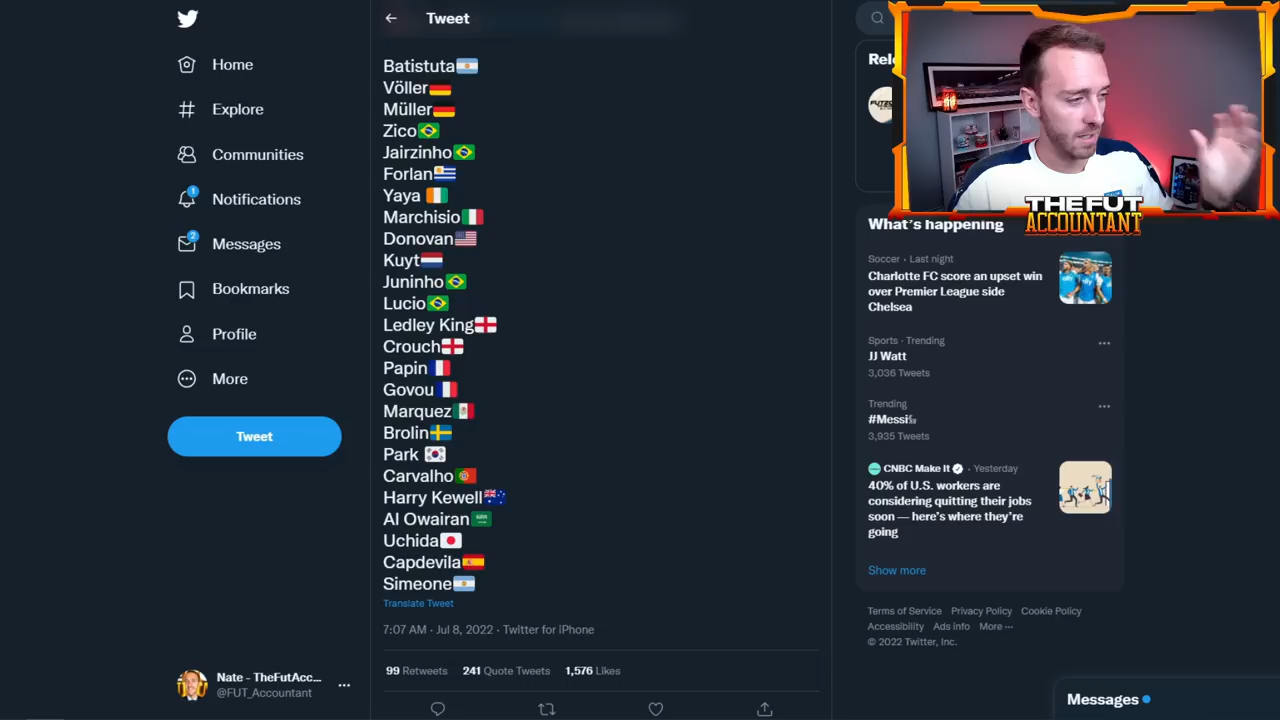 Home
Explore
Communities
1
Notifications
2
Messages
Bookmarks
Profile
More
Tweet
Nate - TheFutAcc...
@FUT_Accountant
Tweet
Batistuta🇦🇷
Völler🇩🇪
Müller🇩🇪
Zico🇧🇷
Jairzinho🇧🇷
Forlan🇺🇾
Yaya 🇨🇮
Marchisio🇮🇹
Donovan🇺🇸
Kuyt🇳🇱
Juninho🇧🇷
Lucio🇧🇷
Ledley King🏴󠁧󠁢󠁥󠁮󠁧󠁿
Crouch🏴󠁧󠁢󠁥󠁮󠁧󠁿
Papin🇫🇷
Govou🇫🇷
Marquez🇲🇽
Brolin🇸🇪
Park 🇰🇷
Carvalho🇵🇹
Harry Kewell🇦🇺
Al Owairan🇸🇦
Uchida🇯🇵
Capdevila🇪🇸
Simeone🇦🇷
Translate Tweet
7:07 AM · Jul 8, 2022 · Twitter for iPhone
99 Retweets 241 Quote Tweets 1,576 Likes
THE FUT
ACCOUNTANT
What's happening
Soccer · Last night
Charlotte FC score an upset win
over Premier League side
Chelsea
Sports · Trending
JJ Watt
3,036 Tweets
Trending
#Messi
3,935 Tweets
CNBC Make It · Yesterday
40% of U.S. workers are
considering quitting their jobs
soon — here's where they're
going
Show more
Terms of Service Privacy Policy Cookie Policy
Accessibility Ads info More ···
© 2022 Twitter, Inc.
Messages